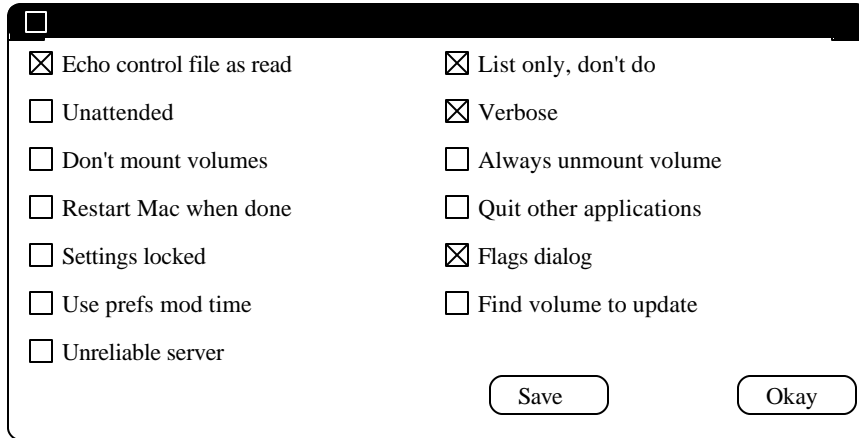 Echo control file as read
List only, don't do
Unattended
Verbose
Don't mount volumes
Always unmount volume
Restart Mac when done
Quit other applications
Settings locked
Flags dialog
Use prefs mod time
Find volume to update
Unreliable server
Save
Okay